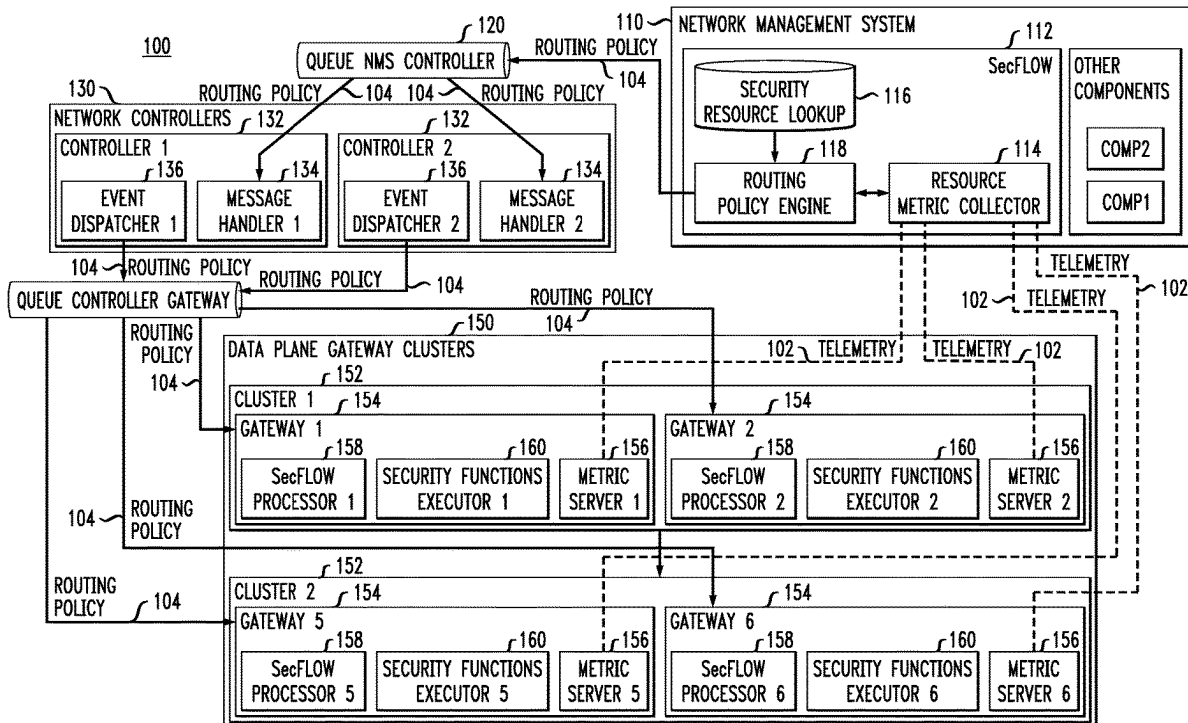 100
120
QUEUE NMS CONTROLLER
ROUTING POLICY
104
ROUTING POLICY
104
104
ROUTING POLICY
110
NETWORK MANAGEMENT SYSTEM
112
SecFLOW
SECURITY
RESOURCE LOOKUP
116
118
ROUTING
POLICY ENGINE
114
RESOURCE
METRIC COLLECTOR
OTHER
COMPONENTS
COMP2
COMP1
130
NETWORK CONTROLLERS
132
CONTROLLER 1
136
EVENT
DISPATCHER 1
134
MESSAGE
HANDLER 1
132
CONTROLLER 2
136
EVENT
DISPATCHER 2
134
MESSAGE
HANDLER 2
104
ROUTING POLICY
ROUTING POLICY
104
QUEUE CONTROLLER GATEWAY
ROUTING POLICY
104
TELEMETRY
102
102
TELEMETRY
102
TELEMETRY
TELEMETRY
102
ROUTING
POLICY
104
104
ROUTING
POLICY
ROUTING
POLICY
104
150
DATA PLANE GATEWAY CLUSTERS
152
CLUSTER 1
154
GATEWAY 1
158
SecFLOW
PROCESSOR 1
160
SECURITY FUNCTIONS
EXECUTOR 1
156
METRIC
SERVER 1
154
GATEWAY 2
158
SecFLOW
PROCESSOR 2
160
SECURITY FUNCTIONS
EXECUTOR 2
156
METRIC
SERVER 2
152
CLUSTER 2
154
GATEWAY 5
158
SecFLOW
PROCESSOR 5
160
SECURITY FUNCTIONS
EXECUTOR 5
156
METRIC
SERVER 5
154
GATEWAY 6
158
SecFLOW
PROCESSOR 6
160
SECURITY FUNCTIONS
EXECUTOR 6
156
METRIC
SERVER 6